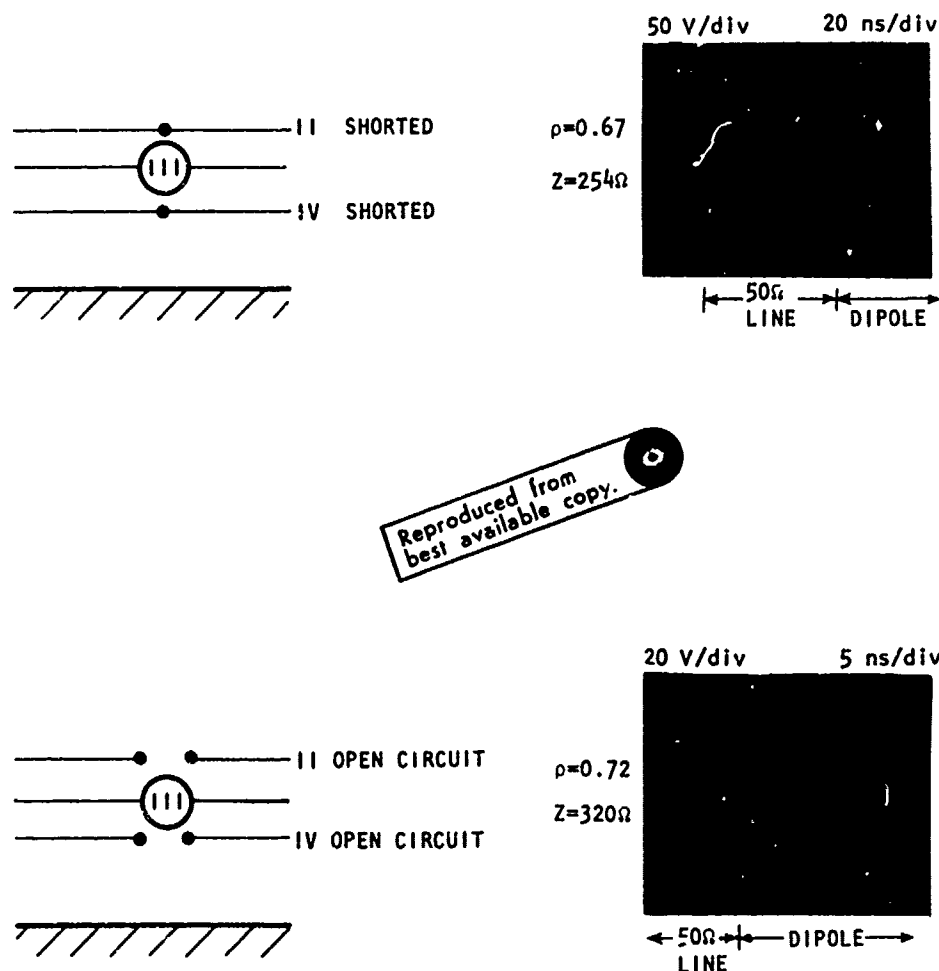 50 V/div 20 ns/div
II SHORTED
III
IV SHORTED
ρ=0.67
Z=254Ω
50Ω
LINE DIPOLE
Reproduced from
best available copy.
20 V/div 5 ns/div
II OPEN CIRCUIT
III
IV OPEN CIRCUIT
ρ=0.72
Z=320Ω
50Ω DIPOLE
LINE